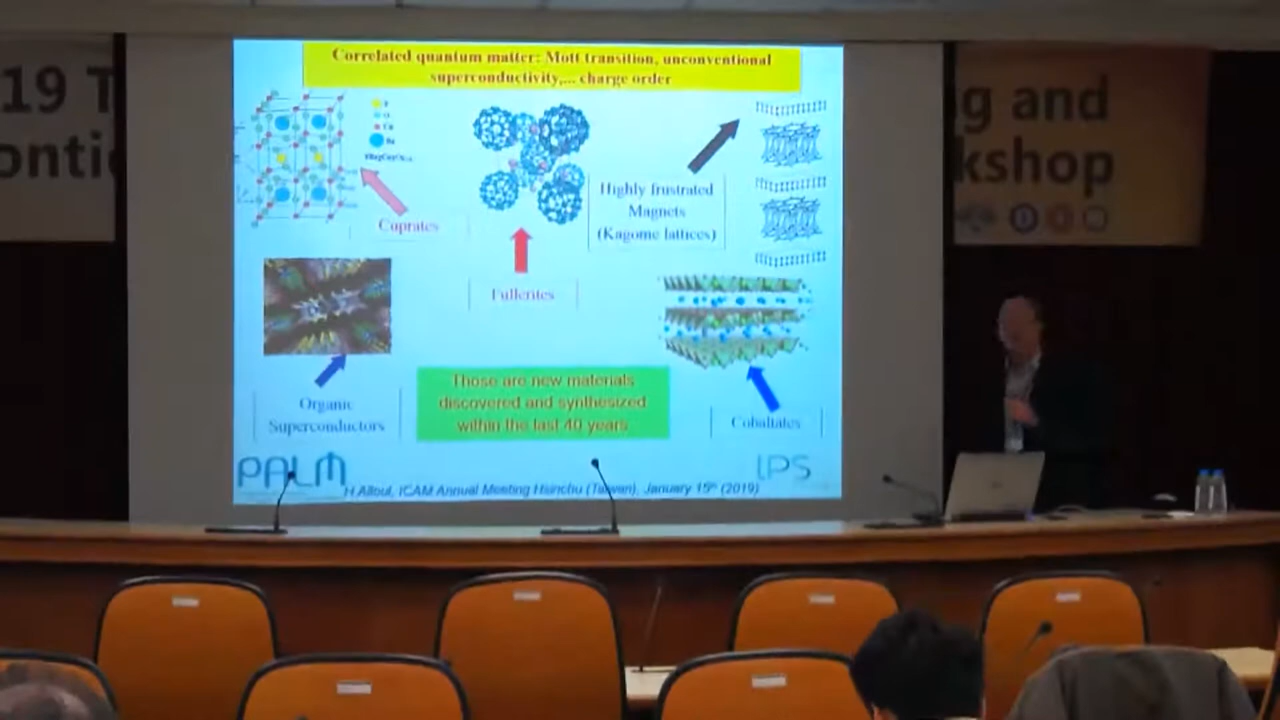 Correlated quantum matter: Mott transition, unconventional
superconductivity,... charge order
Cuprates
Fullerites
Highly frustrated
Magnets
(Kagome lattices)
Organic
Superconductors
Those are new materials
discovered and synthesized
within the last 40 years
Cobaltates
PALM
LPS
H Alloul, ICAM Annual Meeting Hsinchu (Taiwan), January 15th (2019)
19 T
onti
g and
kshop